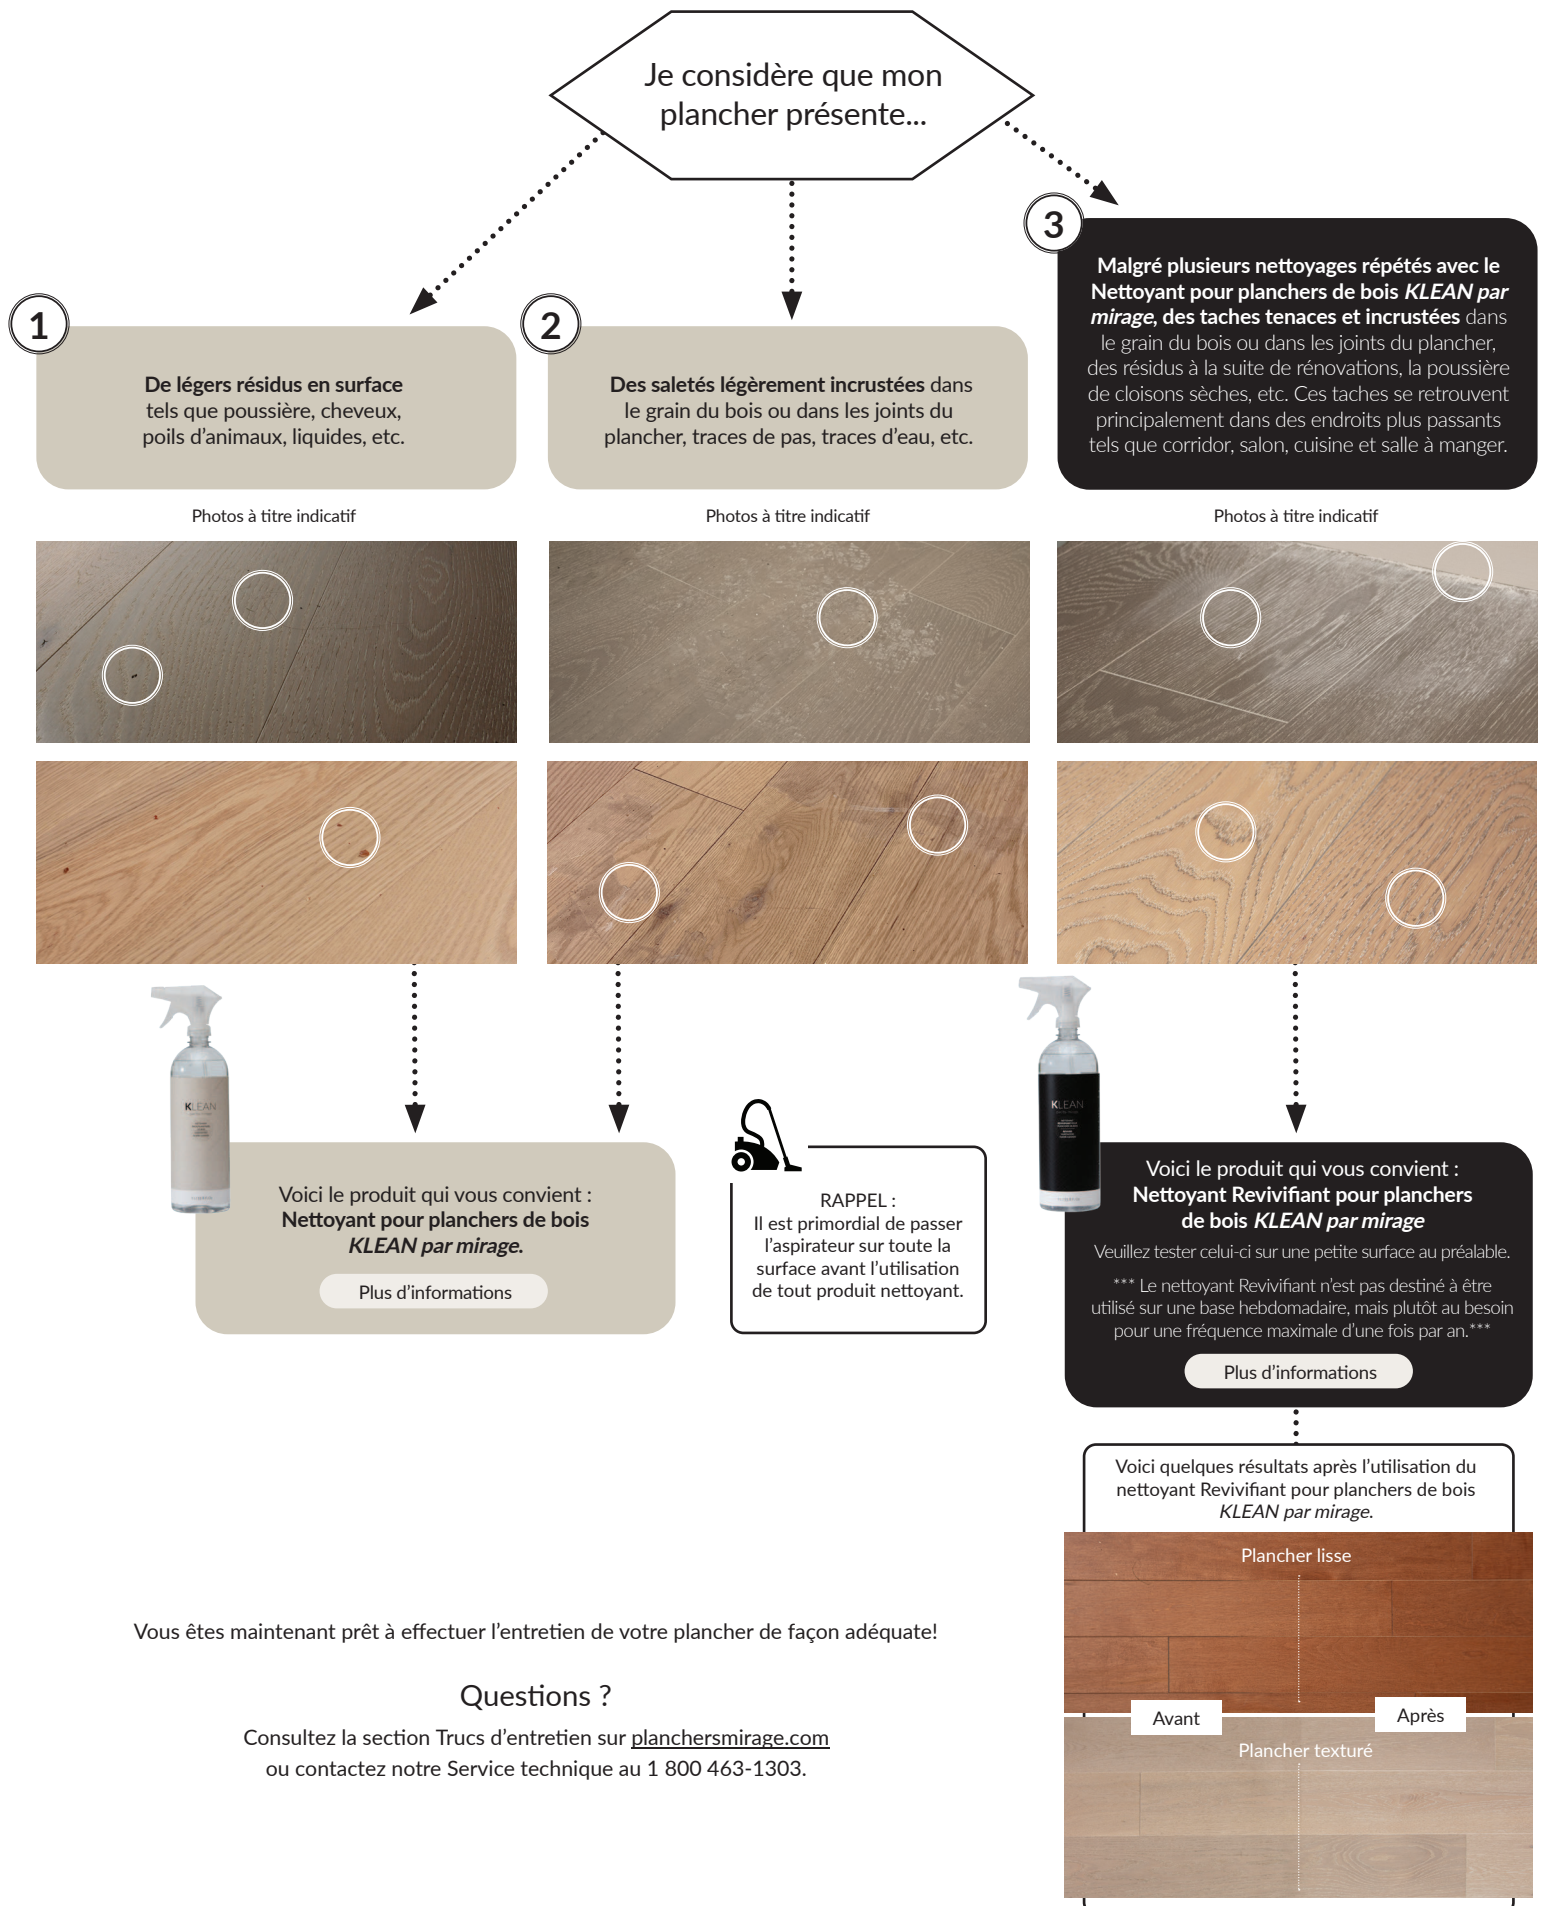 Je considère que mon
plancher présente...
1
De légers résidus en surface
tels que poussière, cheveux,
poils d'animaux, liquides, etc.
Photos à titre indicatif
2
Des saletés légèrement incrustées dans
le grain du bois ou dans les joints du
plancher, traces de pas, traces d'eau, etc.
Photos à titre indicatif
3
Malgré plusieurs nettoyages répétés avec le
Nettoyant pour planchers de bois KLEAN par
mirage, des taches tenaces et incrustées dans
le grain du bois ou dans les joints du plancher,
des résidus à la suite de rénovations, la poussière
de cloisons sèches, etc. Ces taches se retrouvent
principalement dans des endroits plus passants
tels que corridor, salon, cuisine et salle à manger.
Photos à titre indicatif
KLEAN
Voici le produit qui vous convient :
Nettoyant pour planchers de bois
KLEAN par mirage.
Plus d'informations
RAPPEL :
Il est primordial de passer
l'aspirateur sur toute la
surface avant l'utilisation
de tout produit nettoyant.
KLEAN
Voici le produit qui vous convient :
Nettoyant Revivifiant pour planchers
de bois KLEAN par mirage
Veuillez tester celui-ci sur une petite surface au préalable.
*** Le nettoyant Revivifiant n'est pas destiné à être
utilisé sur une base hebdomadaire, mais plutôt au besoin
pour une fréquence maximale d'une fois par an.***
Plus d'informations
Voici quelques résultats après l'utilisation du
nettoyant Revivifiant pour planchers de bois
KLEAN par mirage.
Plancher lisse
Avant
Après
Plancher texturé
Vous êtes maintenant prêt à effectuer l'entretien de votre plancher de façon adéquate!
Questions ?
Consultez la section Trucs d'entretien sur planchersmirage.com
ou contactez notre Service technique au 1 800 463-1303.